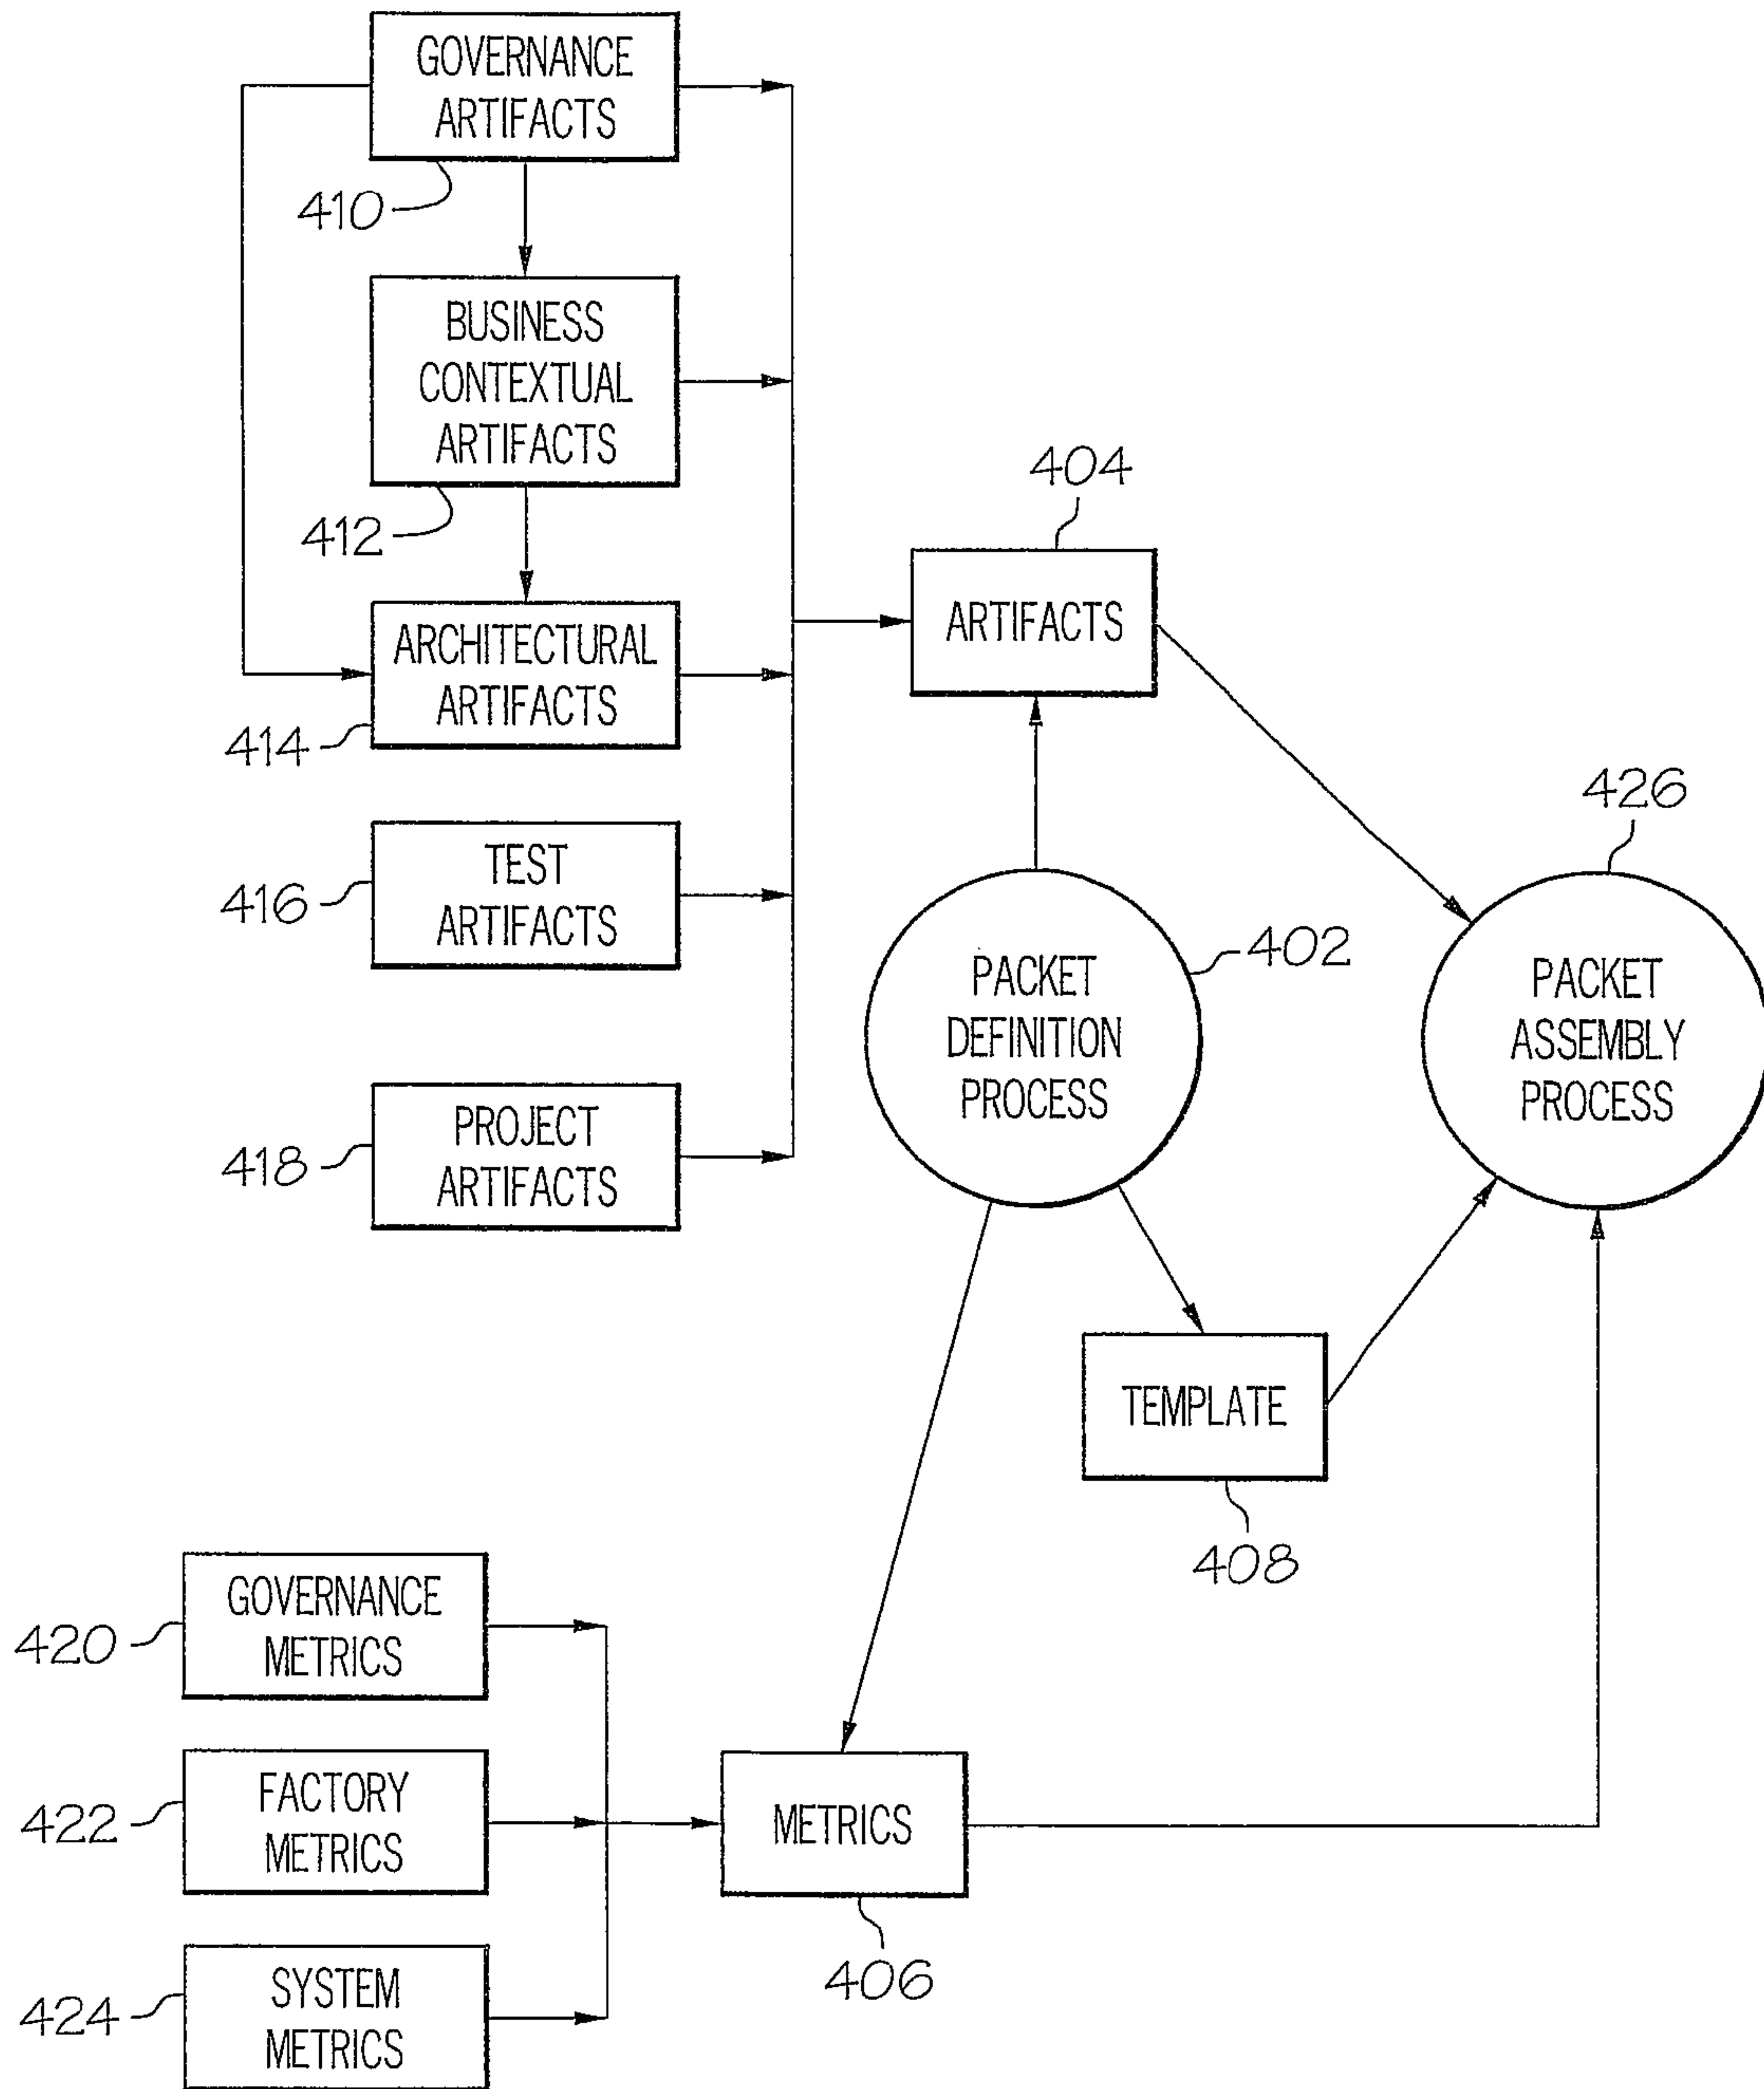 GOVERNANCE
ARTIFACTS
410
BUSINESS
CONTEXTUAL
ARTIFACTS
412
ARCHITECTURAL
ARTIFACTS
414
TEST
ARTIFACTS
416
PROJECT
ARTIFACTS
418
404
ARTIFACTS
402
PACKET
DEFINITION
PROCESS
426
PACKET
ASSEMBLY
PROCESS
TEMPLATE
408
GOVERNANCE
METRICS
420
FACTORY
METRICS
422
SYSTEM
METRICS
424
METRICS
406